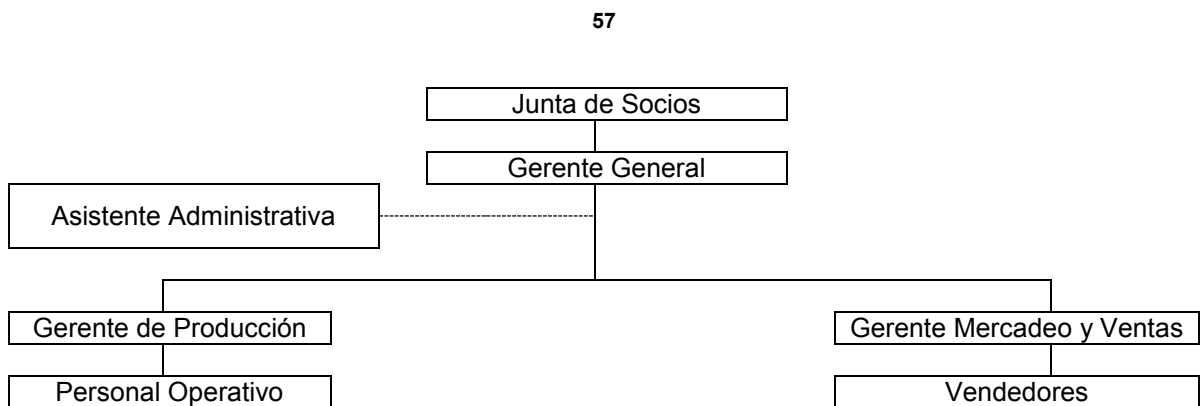 57
Junta de Socios
Gerente General
Asistente Administrativa
Gerente de Producción
Gerente Mercadeo y Ventas
Personal Operativo
Vendedores